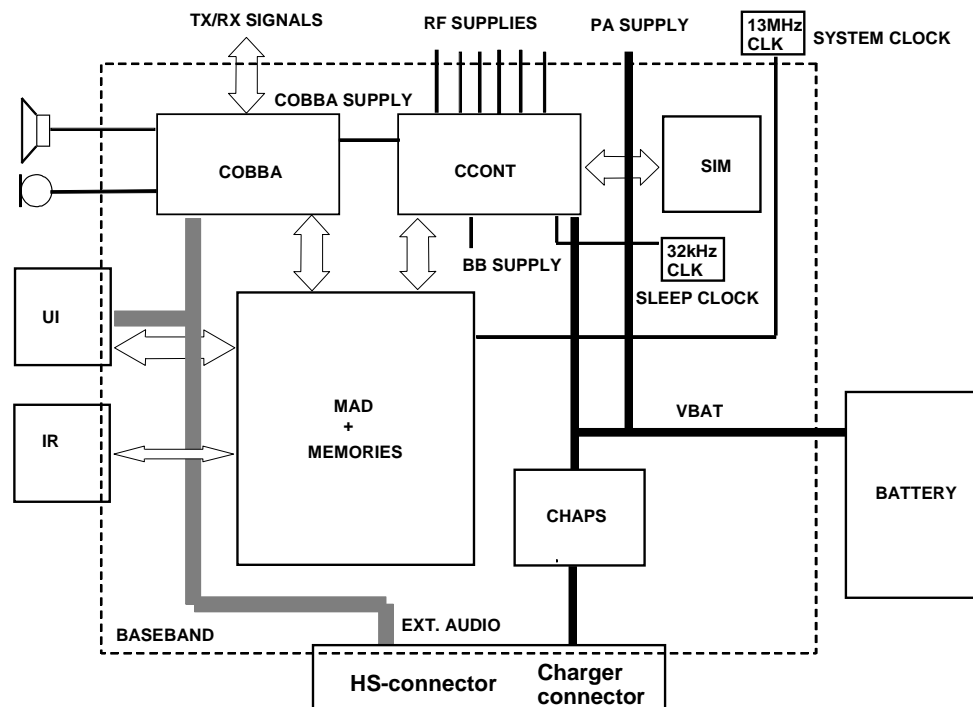 TX/RX SIGNALS
RF SUPPLIES
PA SUPPLY
13MHz
CLK
SYSTEM CLOCK
COBBA SUPPLY
COBBA
CCONT
SIM
BB SUPPLY
32kHz
CLK
SLEEP CLOCK
UI
MAD
+
MEMORIES
VBAT
IR
BATTERY
CHAPS
BASEBAND
EXT. AUDIO
HS-connector
Charger
connector